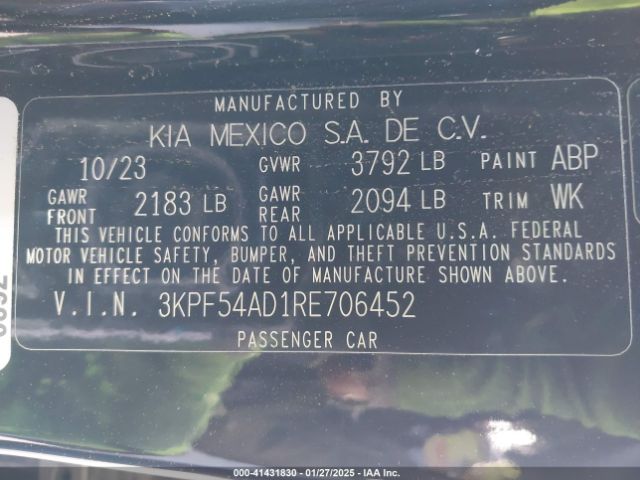 MANUFACTURED BY
KIA MEXICO S.A. DE C.V.
10/23 GVWR 3792 LB PAINT ABP
GAWR FRONT 2183 LB GAWR REAR 2094 LB TRIM WK
THIS VEHICLE CONFORMS TO ALL APPLICABLE U.S.A. FEDERAL
MOTOR VEHICLE SAFETY, BUMPER, AND THEFT PREVENTION STANDARDS
IN EFFECT ON THE DATE OF MANUFACTURE SHOWN ABOVE.
V.I.N. 3KPF54AD1RE706452
PASSENGER CAR
000-41431830 - 01/27/2025 - IAA Inc.